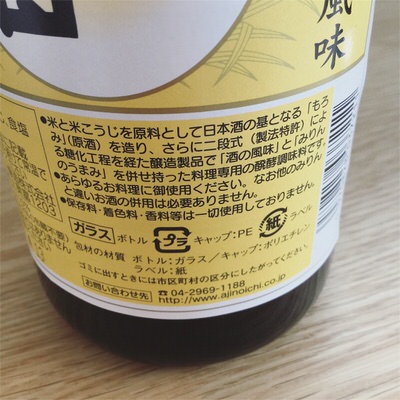 風味
●米と米こうじを原料として日本酒の基となる「もろ
み」(原酒)を造り、さらに二段式(製法特許)によ
る糖化工程を経た醸造製品で「酒の風味」と「みりん
のうまみ」を併せ持った料理専用の醗酵調味料です。
●あらゆるお料理に御使用ください。なお他のみりん
と違いお酒の併用は必要ありません。
●保存料・着色料・香料等は一切使用しておりません。
ガラス ボトル カラス キャップ:PE 紙 ラベル
包材の材質 ボトル:ガラス/キャップ:ポリエチレン
ラベル:紙
ゴミに出すときには市区町村の区分にしたがってください。
お問い合わせ先 ☎04-2969-1188
http://www.ajinoichi.co.jp